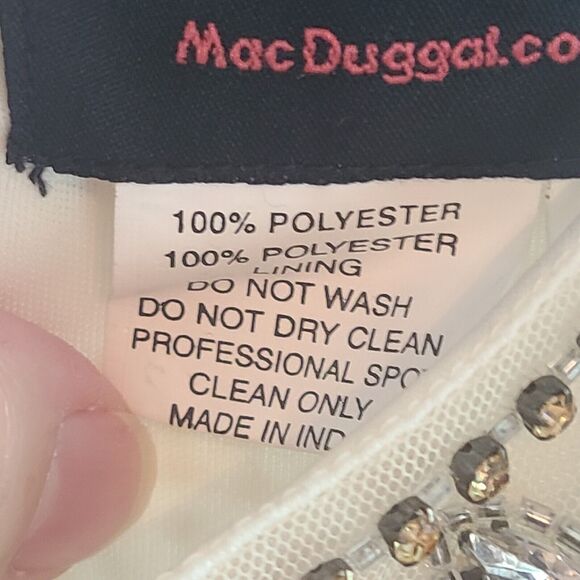 MacDuggal.co
100% POLYESTER
100% POLYESTER
LINING
DO NOT WASH
DO NOT DRY CLEAN
PROFESSIONAL SPO
CLEAN ONLY
MADE IN IND